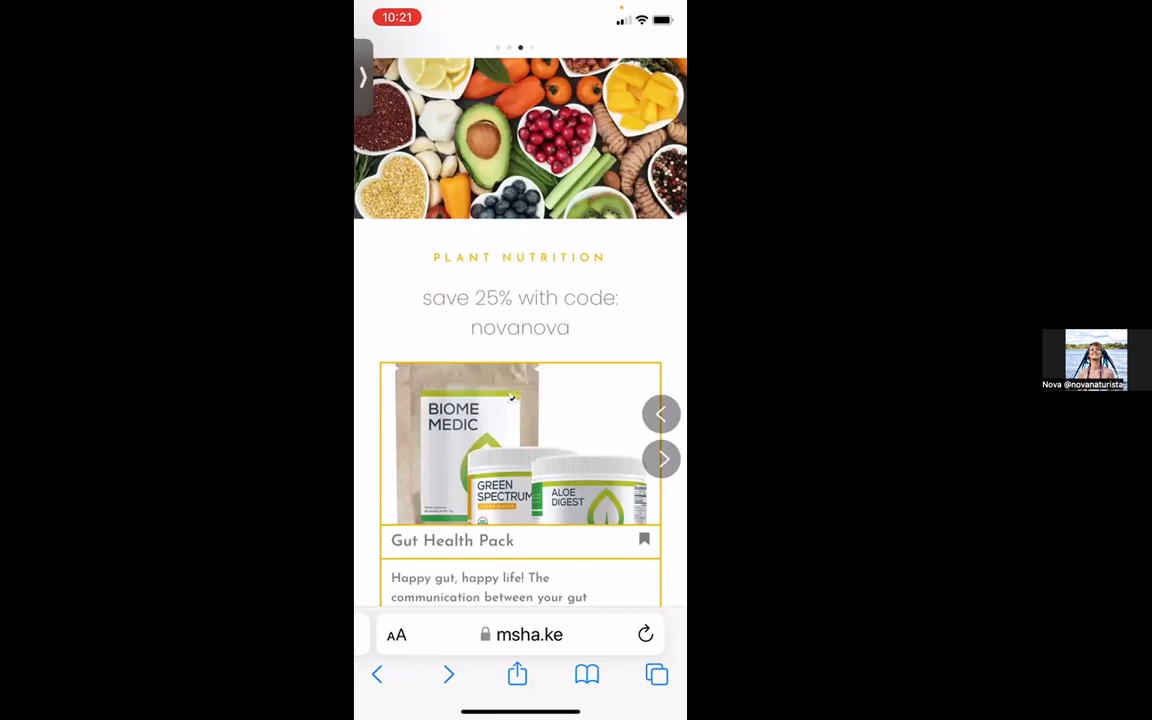 10:21
PLANT NUTRITION
save 25% with code:
novanova
BIOME
MEDIC
GREEN
SPECTRUM
ALOE
DIGEST
Gut Health Pack
Happy gut, happy life! The
communication between your gut
AA
msha.ke
Nova @novanaturista